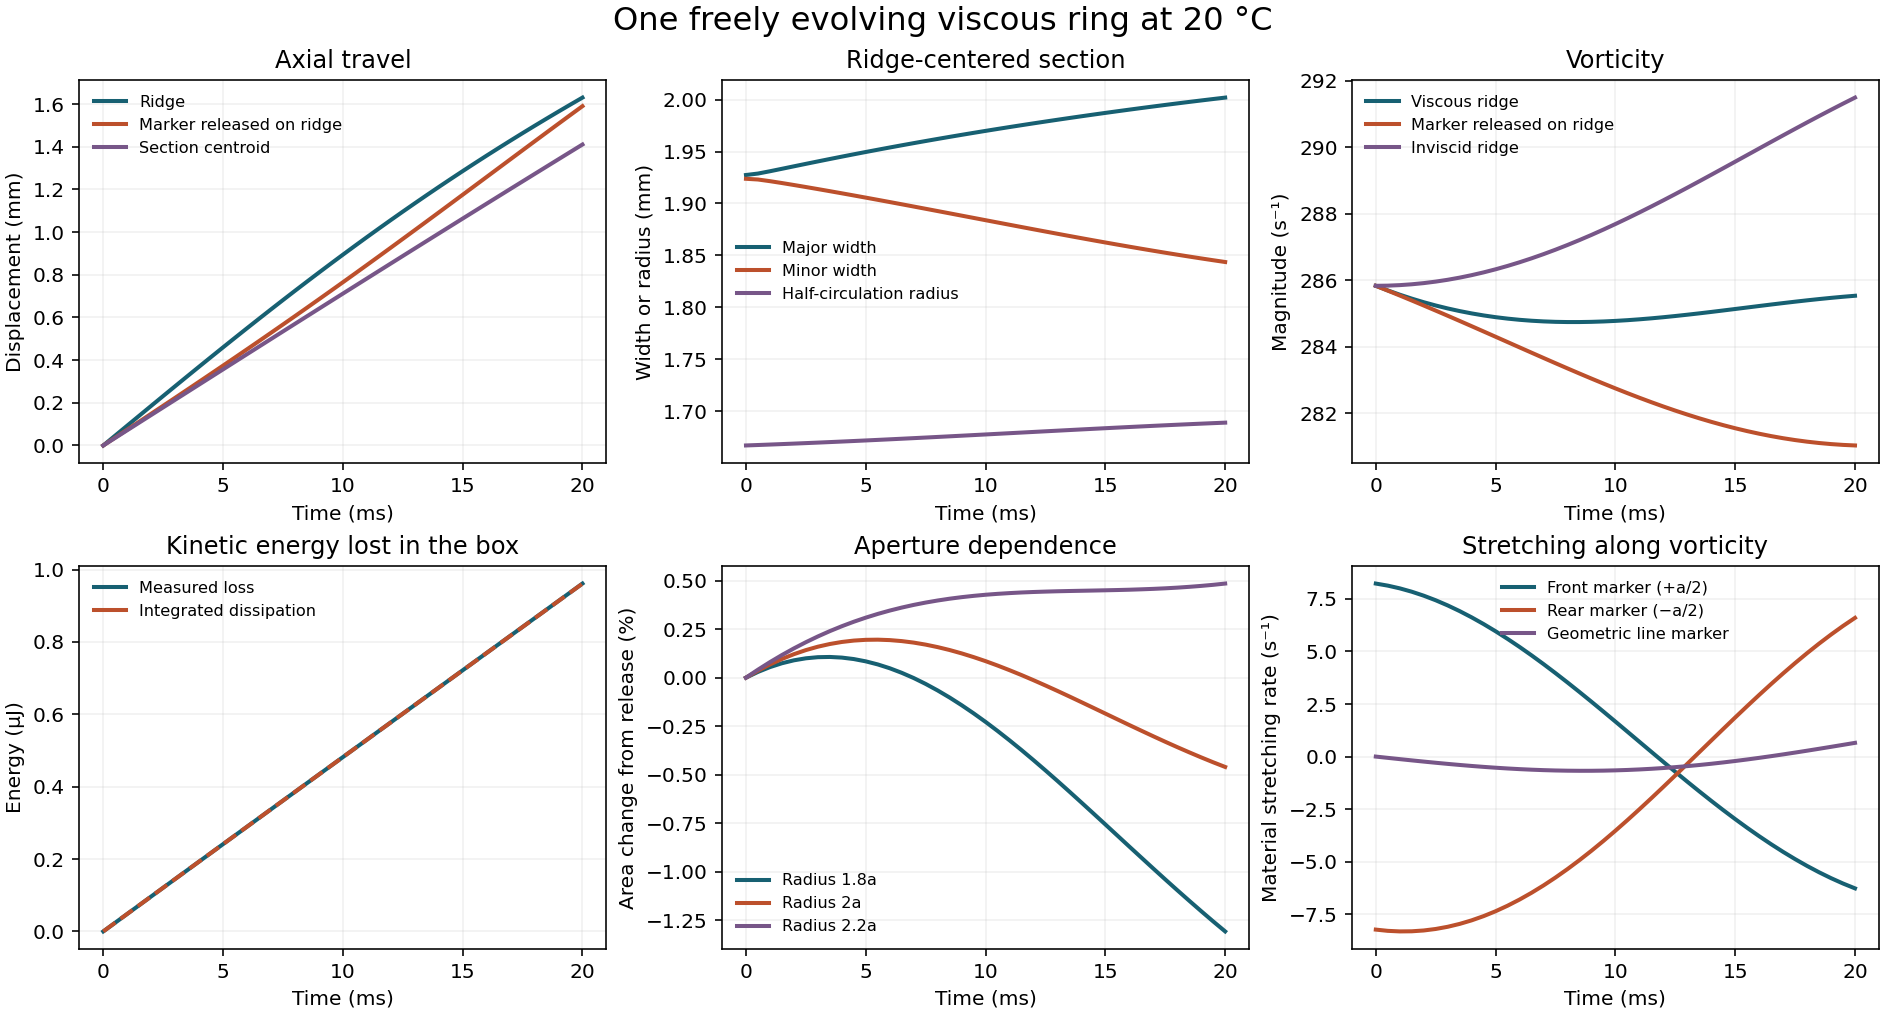 One freely evolving viscous ring at 20 °C
Axial travel
Displacement (mm)
1.6
1.4
1.2
1.0
0.8
0.6
0.4
0.2
0.0
Ridge
Marker released on ridge
Section centroid
0 5 10 15 20
Time (ms)
Ridge-centered section
Width or radius (mm)
2.00
1.95
1.90
1.85
1.80
1.75
1.70
Major width
Minor width
Half-circulation radius
0 5 10 15 20
Time (ms)
Vorticity
Magnitude (s⁻¹)
292
290
288
286
284
282
Viscous ridge
Marker released on ridge
Inviscid ridge
0 5 10 15 20
Time (ms)
Kinetic energy lost in the box
Energy (μJ)
1.0
0.8
0.6
0.4
0.2
0.0
Measured loss
Integrated dissipation
0 5 10 15 20
Time (ms)
Aperture dependence
Area change from release (%)
0.50
0.25
0.00
−0.25
−0.50
−0.75
−1.00
−1.25
Radius 1.8a
Radius 2a
Radius 2.2a
0 5 10 15 20
Time (ms)
Stretching along vorticity
Material stretching rate (s⁻¹)
7.5
5.0
2.5
0.0
−2.5
−5.0
−7.5
Front marker (+a/2)
Rear marker (−a/2)
Geometric line marker
0 5 10 15 20
Time (ms)